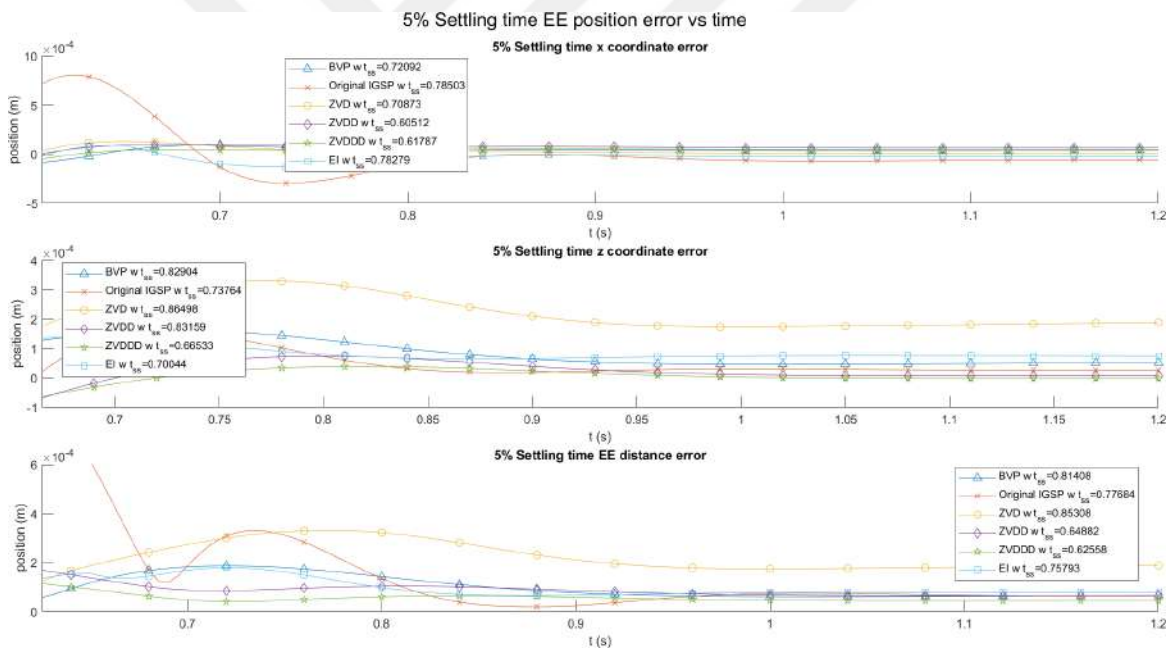 5% Settling time EE position error vs time
5% Settling time x coordinate error
×10⁻⁴
10
5
0
-5
position (m)
BVP w tss=0.72092
Original IGSP w tss=0.78503
ZVD w tss=0.70873
ZVDD w tss=0.60512
ZVDDD w tss=0.61787
EI w tss=0.78279
0.7
0.8
0.9
1
1.1
1.2
t (s)
5% Settling time z coordinate error
×10⁻⁴
4
3
2
1
0
-1
position (m)
BVP w tss=0.82904
Original IGSP w tss=0.73764
ZVD w tss=0.86498
ZVDD w tss=0.83159
ZVDDD w tss=0.66533
EI w tss=0.70044
0.7
0.75
0.8
0.85
0.9
0.95
1
1.05
1.1
1.15
1.2
t (s)
5% Settling time EE distance error
×10⁻⁴
6
4
2
0
position (m)
BVP w tss=0.81408
Original IGSP w tss=0.77684
ZVD w tss=0.85308
ZVDD w tss=0.64882
ZVDDD w tss=0.62558
EI w tss=0.75793
0.7
0.8
0.9
1
1.1
1.2
t (s)